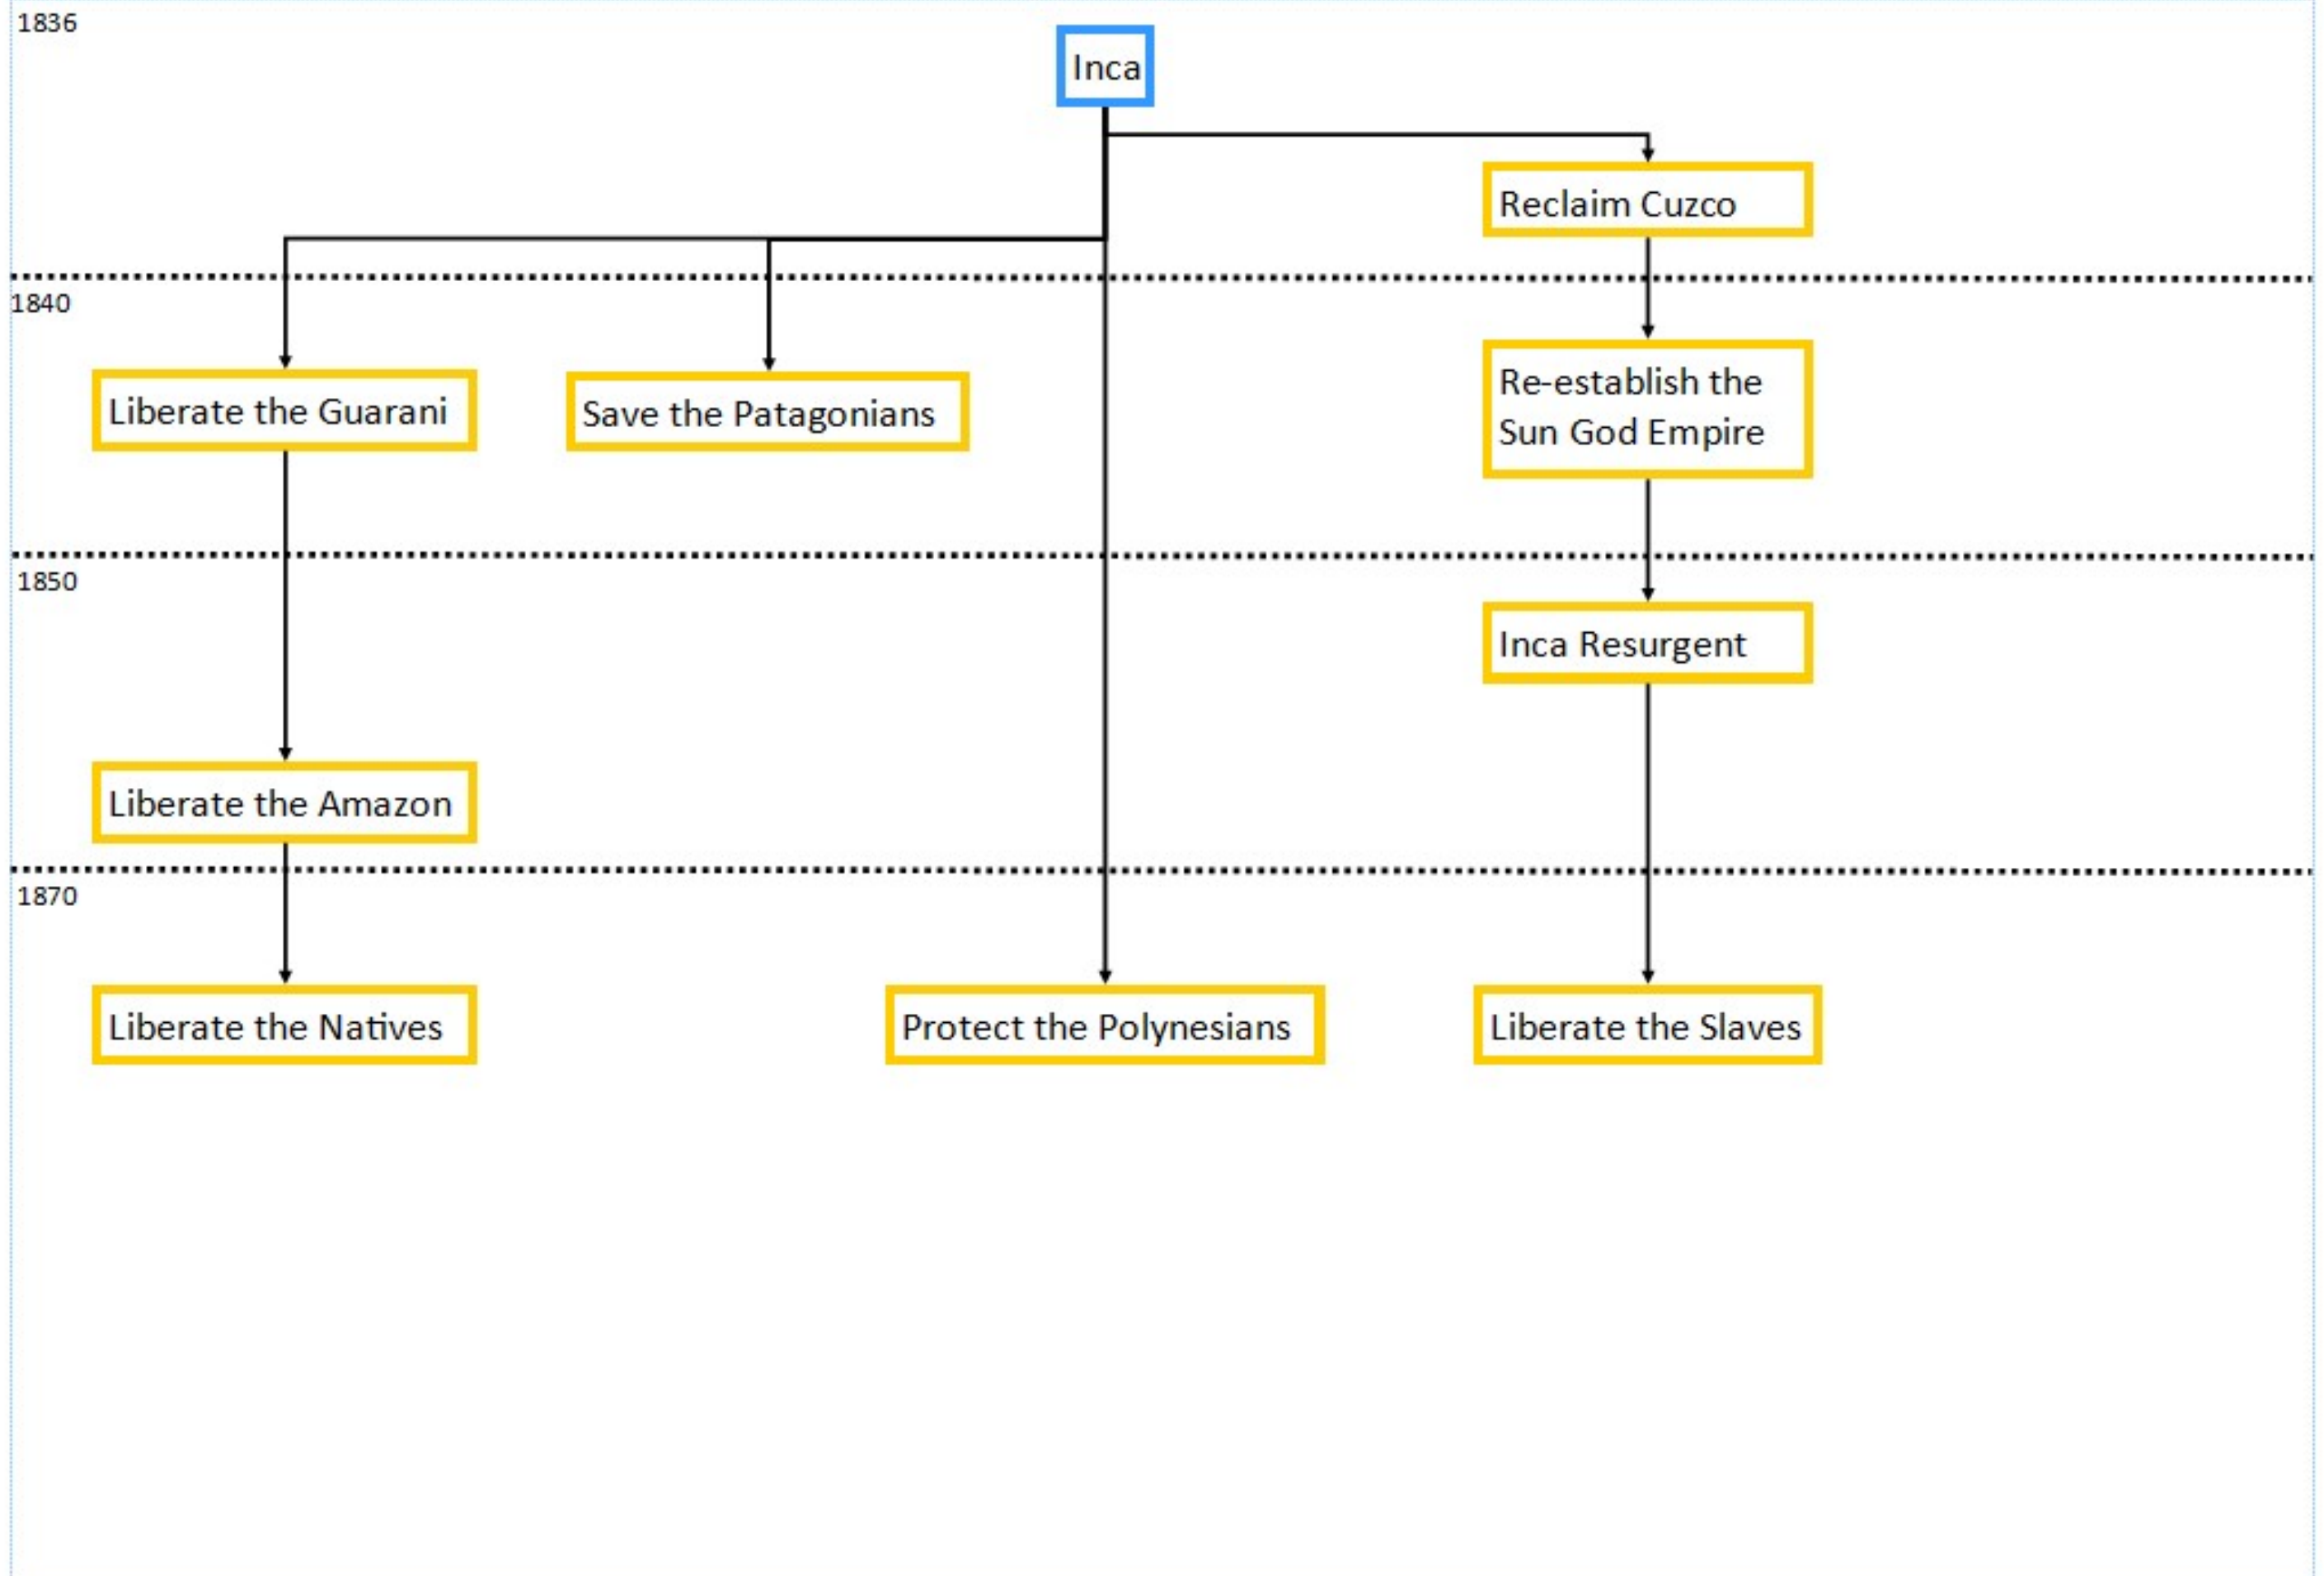 1836
Inca
Reclaim Cuzco
1840
Liberate the Guarani
Save the Patagonians
Re-establish the
Sun God Empire
1850
Inca Resurgent
Liberate the Amazon
1870
Liberate the Natives
Protect the Polynesians
Liberate the Slaves